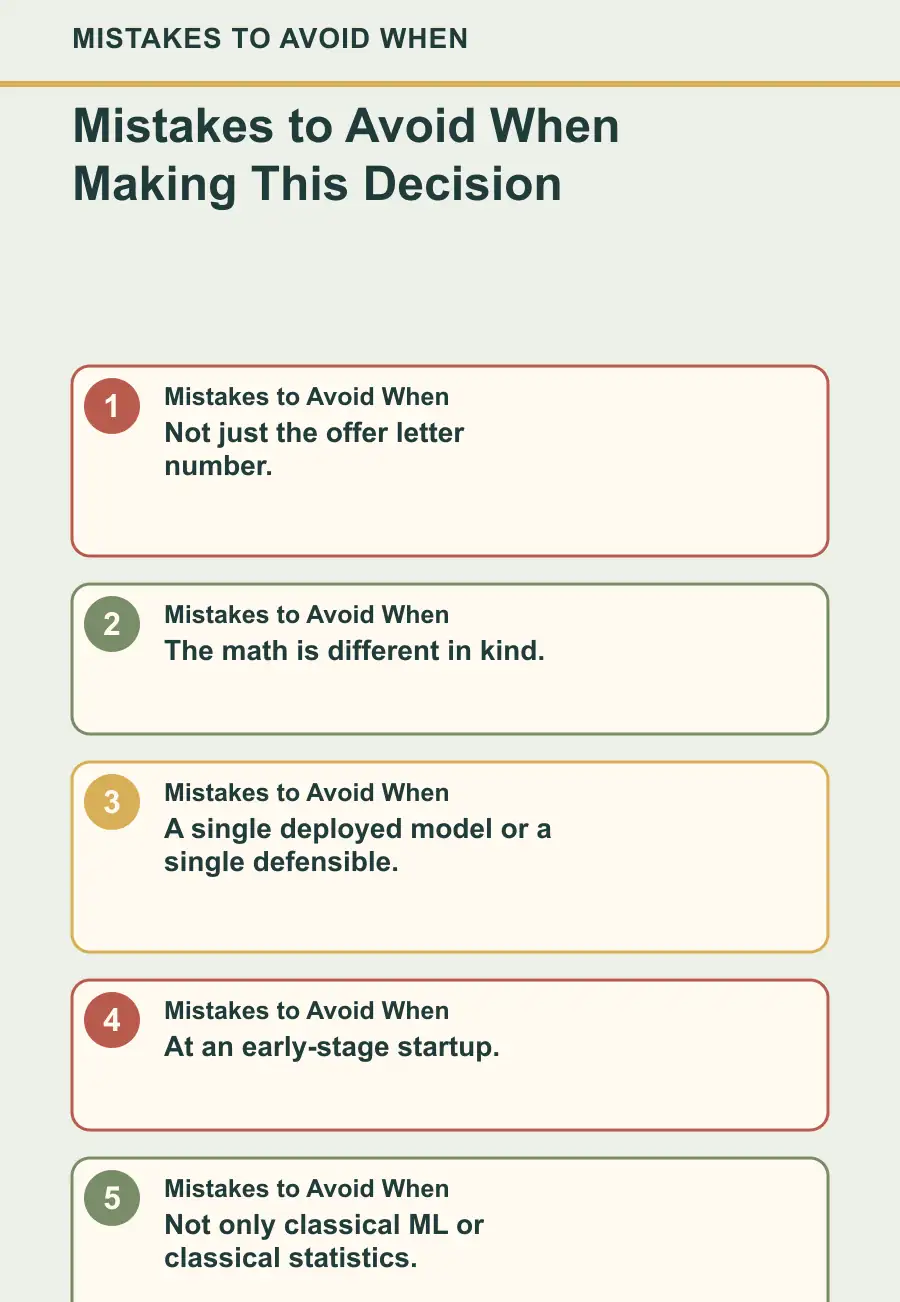 MISTAKES TO AVOID WHEN
Mistakes to Avoid When
Making This Decision
1
Mistakes to Avoid When
Not just the offer letter
number.
2
Mistakes to Avoid When
The math is different in kind.
3
Mistakes to Avoid When
A single deployed model or a
single defensible.
4
Mistakes to Avoid When
At an early-stage startup.
5
Mistakes to Avoid When
Not only classical ML or
classical statistics.